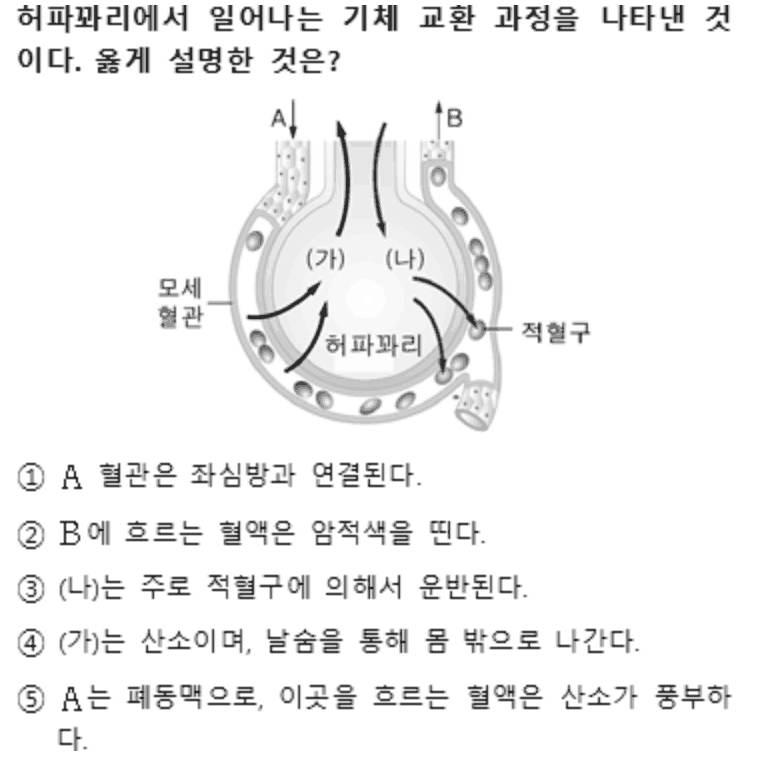 허파꽈리에서 일어나는 기체 교환 과정을 나타낸 것
이다. 옳게 설명한 것은?
A
B
(가)
(나)
모세
혈관
적혈구
허파꽈리
① A 혈관은 좌심방과 연결된다.
② B에 흐르는 혈액은 암적색을 띤다.
③ (나)는 주로 적혈구에 의해서 운반된다.
④ (가)는 산소이며, 날숨을 통해 몸 밖으로 나간다.
⑤ A는 폐동맥으로, 이곳을 흐르는 혈액은 산소가 풍부하
다.